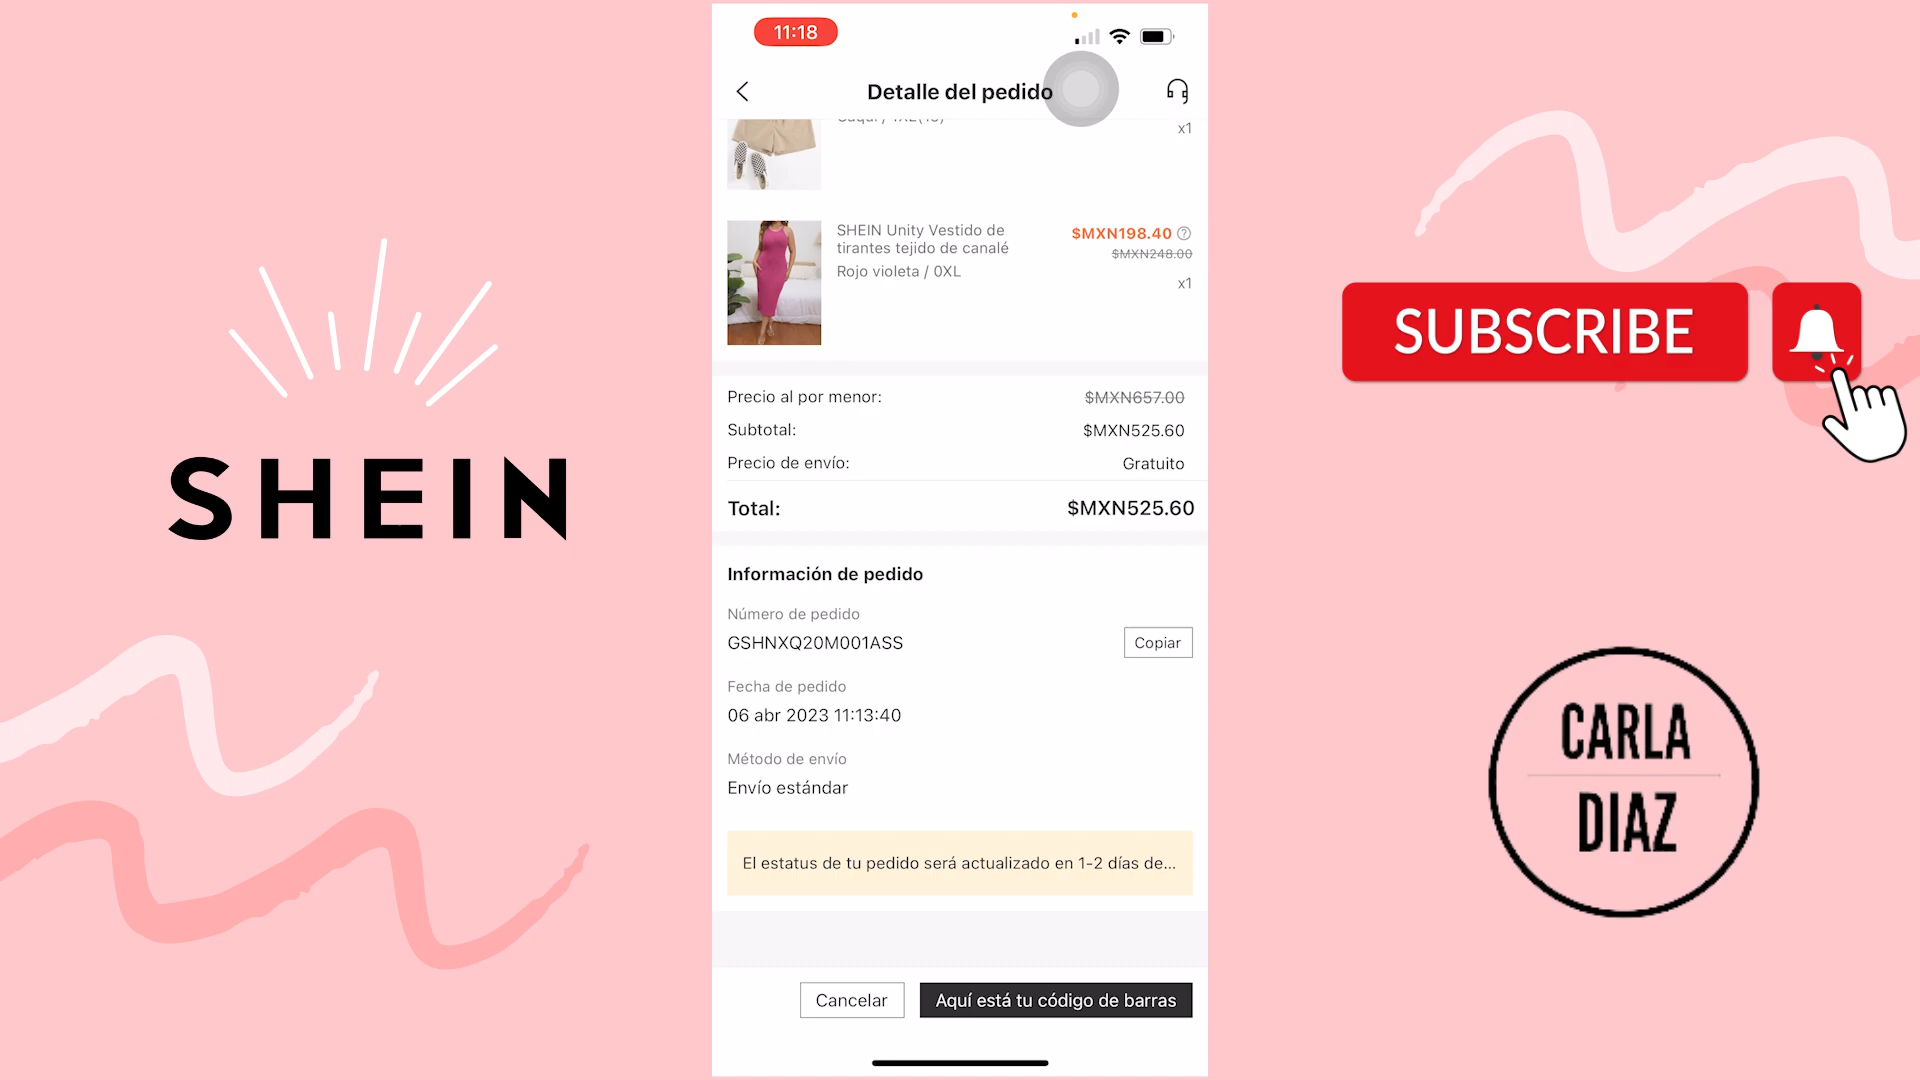 11:18
Detalle del pedido
x1
SHEIN Unity Vestido de
tirantes tejido de canalé
Rojo violeta / 0XL
$MXN198.40
$MXN248.00
x1
Precio al por menor: $MXN657.00
Subtotal: $MXN525.60
Precio de envío: Gratuito
Total: $MXN525.60
Información de pedido
Número de pedido
GSHNXQ20M001ASS
Copiar
Fecha de pedido
06 abr 2023 11:13:40
Método de envío
Envío estándar
El estatus de tu pedido será actualizado en 1-2 días de...
Cancelar
Aquí está tu código de barras
SHEIN
SUBSCRIBE
CARLA
DIAZ